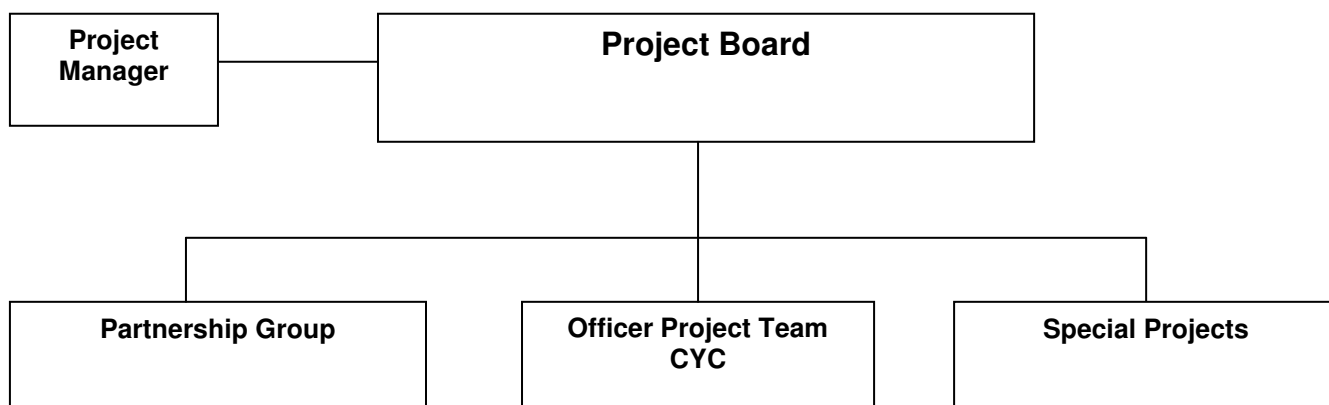 Project
Manager
Project Board
Partnership Group
Officer Project Team
CYC
Special Projects